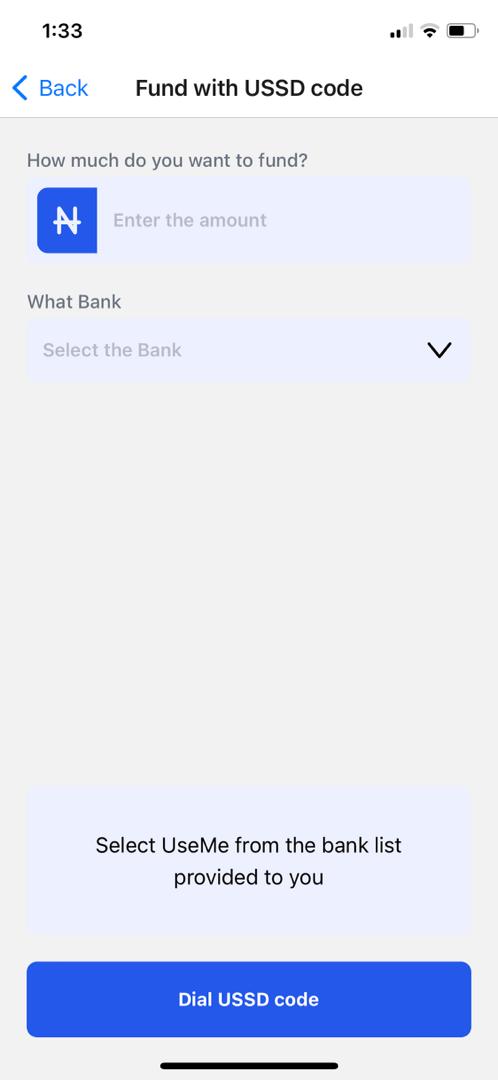 1:33
Back
Fund with USSD code
How much do you want to fund?
₦
Enter the amount
What Bank
Select the Bank
Select UseMe from the bank list
provided to you
Dial USSD code